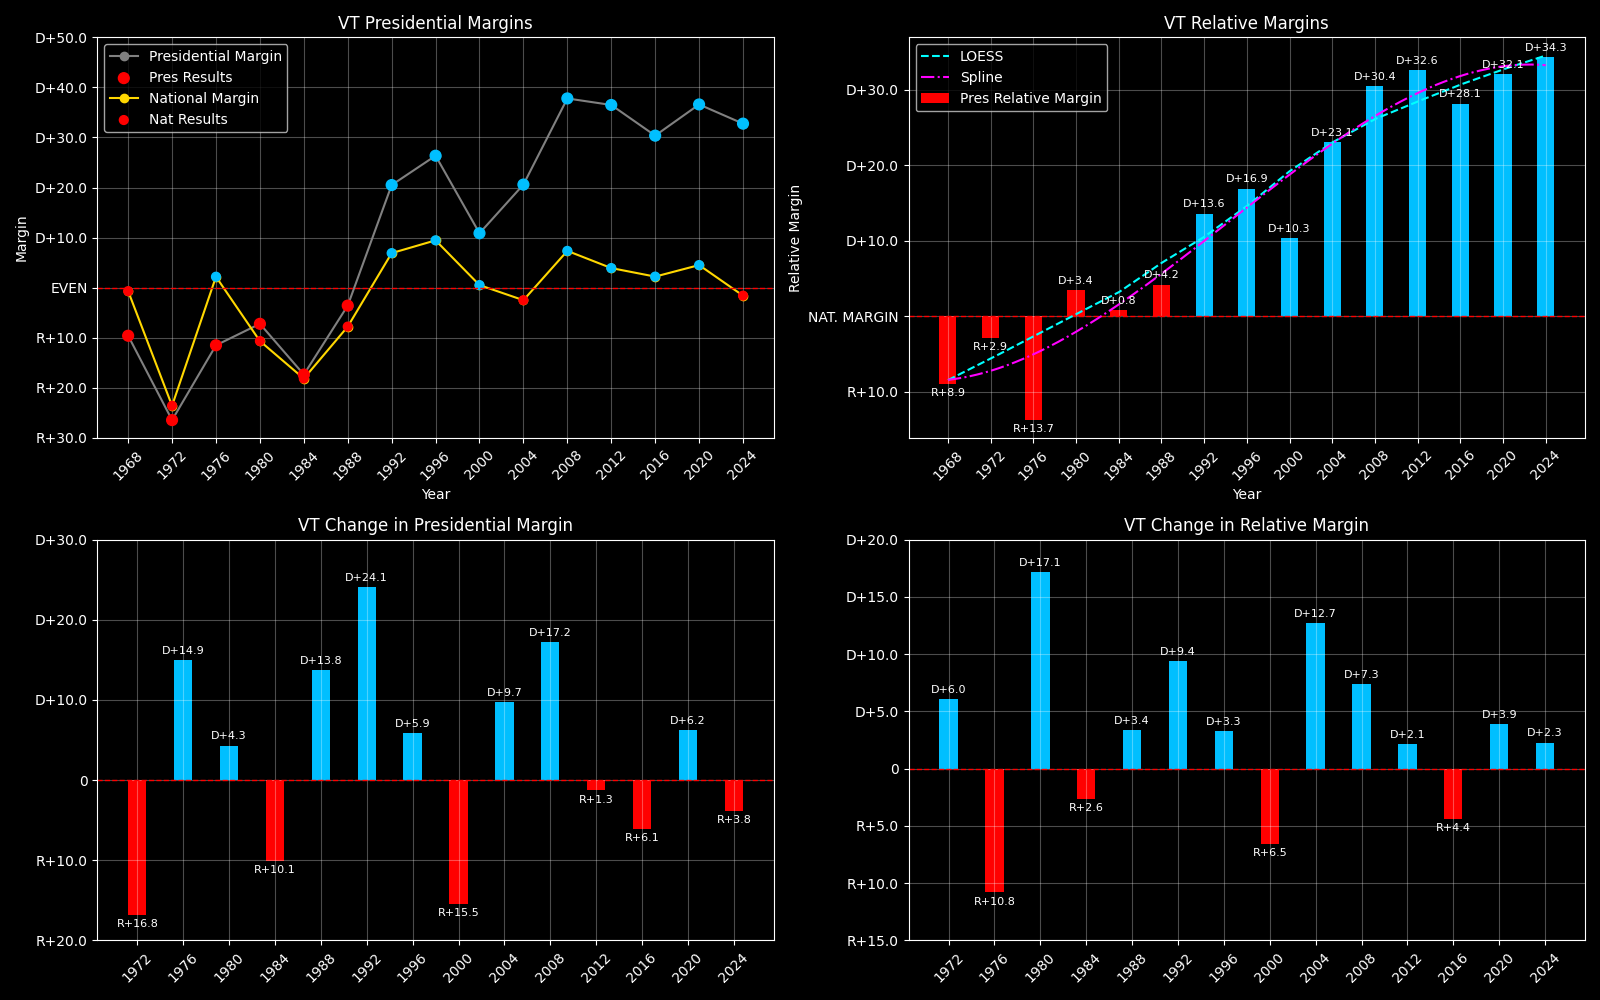 VT Presidential Margins
D+50.0
D+40.0
D+30.0
D+20.0
D+10.0
EVEN
R+10.0
R+20.0
R+30.0
Margin
Presidential Margin
Pres Results
National Margin
Nat Results
1968
1972
1976
1980
1984
1988
1992
1996
2000
2004
2008
2012
2016
2020
2024
Year
VT Relative Margins
D+30.0
D+20.0
D+10.0
NAT. MARGIN
R+10.0
Relative Margin
LOESS
Spline
Pres Relative Margin
R+8.9
R+2.9
R+13.7
D+3.4
D+0.8
D+4.2
D+13.6
D+16.9
D+10.3
D+23.1
D+30.4
D+32.6
D+28.1
D+32.1
D+34.3
1968
1972
1976
1980
1984
1988
1992
1996
2000
2004
2008
2012
2016
2020
2024
Year
VT Change in Presidential Margin
D+30.0
D+20.0
D+10.0
0
R+10.0
R+20.0
R+16.8
D+14.9
D+4.3
R+10.1
D+13.8
D+24.1
D+5.9
R+15.5
D+9.7
D+17.2
R+1.3
R+6.1
D+6.2
R+3.8
1972
1976
1980
1984
1988
1992
1996
2000
2004
2008
2012
2016
2020
2024
VT Change in Relative Margin
D+20.0
D+15.0
D+10.0
D+5.0
0
R+5.0
R+10.0
R+15.0
D+6.0
R+10.8
D+17.1
R+2.6
D+3.4
D+9.4
D+3.3
R+6.5
D+12.7
D+7.3
D+2.1
R+4.4
D+3.9
D+2.3
1972
1976
1980
1984
1988
1992
1996
2000
2004
2008
2012
2016
2020
2024